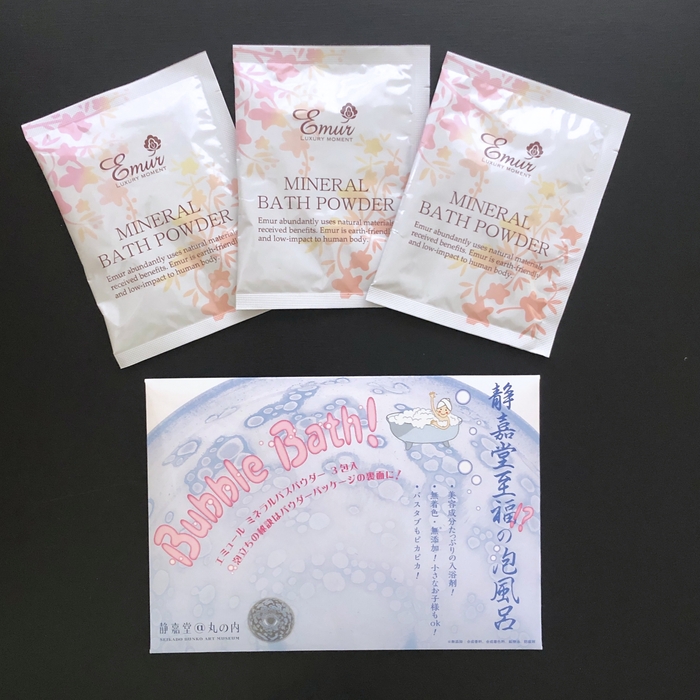 Emur
LUXURY MOMENT
MINERAL
BATH POWDER
Emur abundantly uses natural material
received benefits. Emur is earth-friendly
and low-impact to human body.
Emur
LUXURY MOMENT
MINERAL
BATH POWDER
Emur abundantly uses natural material
received benefits. Emur is earth-friendly
and low-impact to human body.
Emur
LUXURY MOMENT
MINERAL
BATH POWDER
Emur abundantly uses natural material
received benefits. Emur is earth-friendly
and low-impact to human body.
静嘉堂至福の泡風呂
!?
Bubble Bath!
エミュール ミネラルバスパウダー 3包入
※泡立ちの秘訣はパウダーパッケージの裏面に!
・美容成分たっぷりの入浴剤!
・無着色・無添加!小さなお子様もok!
・バスタブもピカピカ!
静嘉堂@丸の内
SEIKADO BUNKO ART MUSEUM